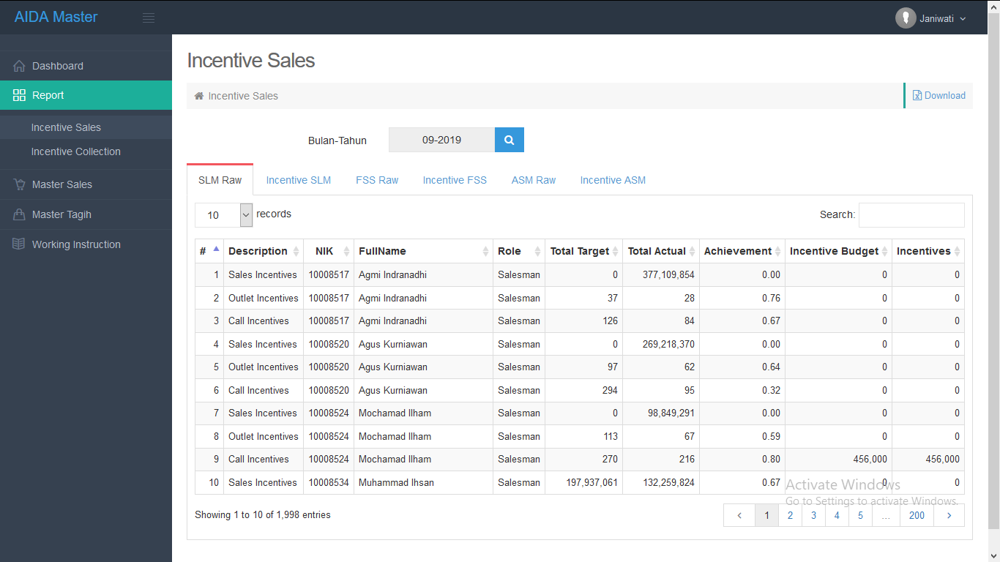 AIDA Master
Janiwati
Dashboard
Report
Incentive Sales
Incentive Collection
Master Sales
Master Tagih
Working Instruction
Incentive Sales
Incentive Sales Download
Bulan-Tahun 09-2019
SLM Raw Incentive SLM FSS Raw Incentive FSS ASM Raw Incentive ASM
10 records Search:
# Description NIK FullName Role Total Target Total Actual Achievement Incentive Budget Incentives
1 Sales Incentives 10008517 Agmi Indranadhi Salesman 0 377,109,854 0.00 0 0
2 Outlet Incentives 10008517 Agmi Indranadhi Salesman 37 28 0.76 0 0
3 Call Incentives 10008517 Agmi Indranadhi Salesman 126 84 0.67 0 0
4 Sales Incentives 10008520 Agus Kurniawan Salesman 0 269,218,370 0.00 0 0
5 Outlet Incentives 10008520 Agus Kurniawan Salesman 97 62 0.64 0 0
6 Call Incentives 10008520 Agus Kurniawan Salesman 294 95 0.32 0 0
7 Sales Incentives 10008524 Mochamad Ilham Salesman 0 98,849,291 0.00 0 0
8 Outlet Incentives 10008524 Mochamad Ilham Salesman 113 67 0.59 0 0
9 Call Incentives 10008524 Mochamad Ilham Salesman 270 216 0.80 456,000 456,000
10 Sales Incentives 10008534 Muhammad Ihsan Salesman 197,937,061 132,259,824 0.67 0 0
Activate Windows
Go to Settings to activate Windows.
Showing 1 to 10 of 1,998 entries
1 2 3 4 5 ... 200